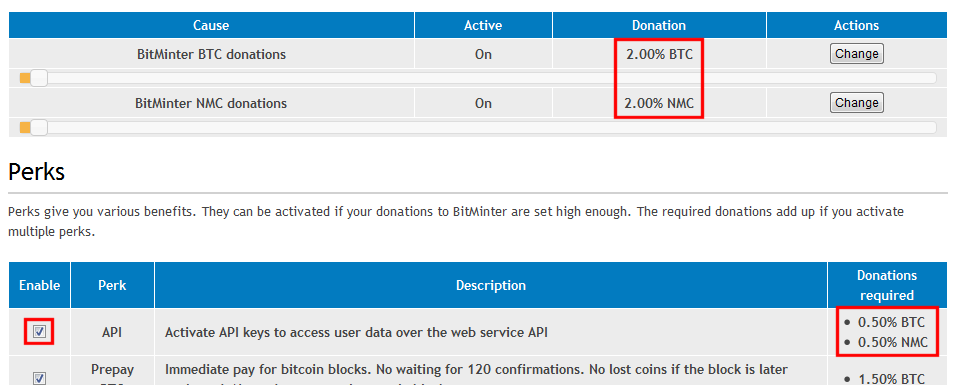 Cause Active Donation Actions
BitMinter BTC donations On 2.00% BTC Change
BitMinter NMC donations On 2.00% NMC Change
Perks
Perks give you various benefits. They can be activated if your donations to BitMinter are set high enough. The required donations add up if you activate
multiple perks.
Enable Perk Description Donations
required
API Activate API keys to access user data over the web service API • 0.50% BTC
• 0.50% NMC
Prepay Immediate pay for bitcoin blocks. No waiting for 120 confirmations. No lost coins if the block is later
• 1.50% BTC